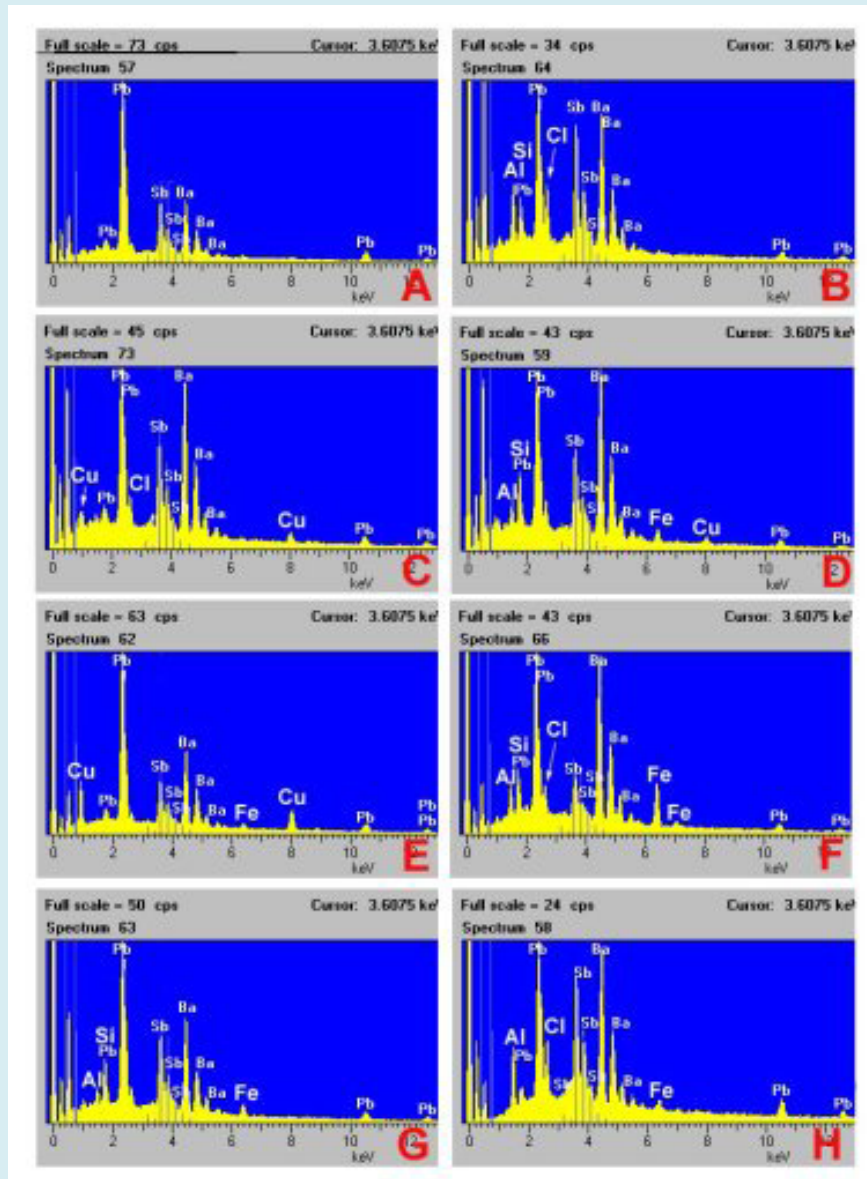 Full scale = 73 cps Cursor: 3.6075 keV
Spectrum 57
Pb
Sb Ba
Sb Ba
Pb Ba
Pb Pb
0 2 4 6 8 10 12
keV
A
Full scale = 34 cps Cursor: 3.6075 keV
Spectrum 64
Pb
Sb Ba
Ba
Si Cl
Al Pb Sb Ba
S Ba
Pb Pb
0 2 4 6 8 10 12
keV
B
Full scale = 45 cps Cursor: 3.6075 keV
Spectrum 73
Pb Ba
Pb
Sb
Ba
Cu Pb Cl Sb
Ba
Cu Pb Pb
0 2 4 6 8 10 12
keV
C
Full scale = 43 cps Cursor: 3.6075 keV
Spectrum 59
Pb Ba
Pb
Si Sb Ba
Pb
Al Sb
Ba Fe Cu Pb Pb
0 2 4 6 8 10 12
keV
D
Full scale = 63 cps Cursor: 3.6075 keV
Spectrum 62
Pb
Ba
Cu Sb Ba
Pb Sb Ba Fe Cu Pb Pb
Pb
0 2 4 6 8 10 12
keV
E
Full scale = 43 cps Cursor: 3.6075 keV
Spectrum 66
Pb Ba
Pb
Si Cl Ba
Al Pb Sb Sb Fe
Sb Ba Fe Pb Pb
0 2 4 6 8 10 12
keV
F
Full scale = 50 cps Cursor: 3.6075 keV
Spectrum 63
Pb
Ba
Si Sb
Pb Sb Ba
Al Ba Fe Pb Pb
0 2 4 6 8 10 12
keV
G
Full scale = 24 cps Cursor: 3.6075 keV
Spectrum 58
Pb Ba
Sb
Al Cl Sb Ba
Pb
Sb S Ba Fe Pb Pb
0 2 4 6 8 10 12
keV
H